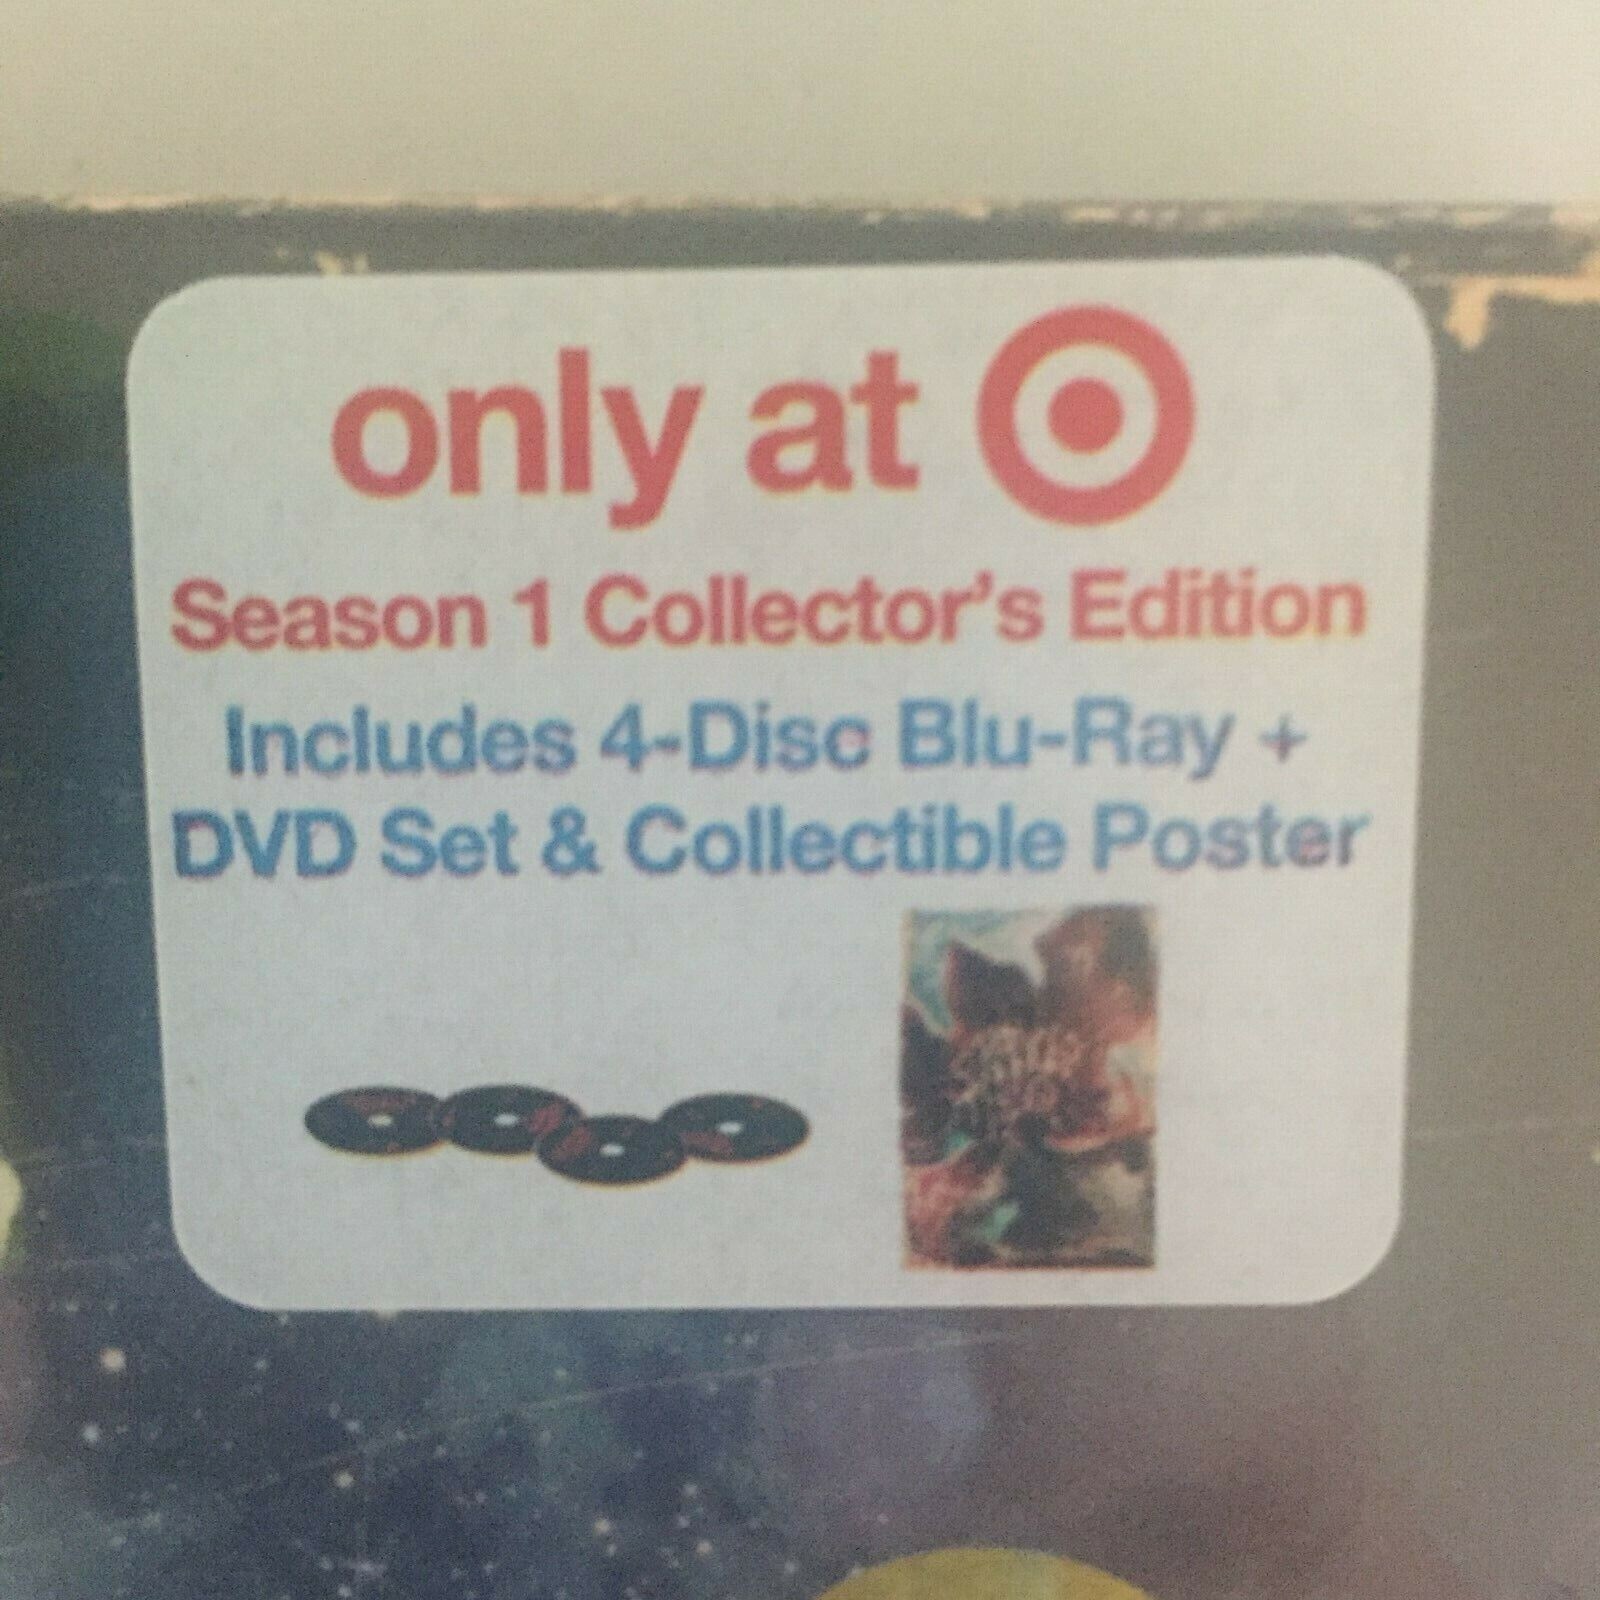 only at
Season 1 Collector's Edition
Includes 4-Disc Blu-Ray +
DVD Set & Collectible Poster